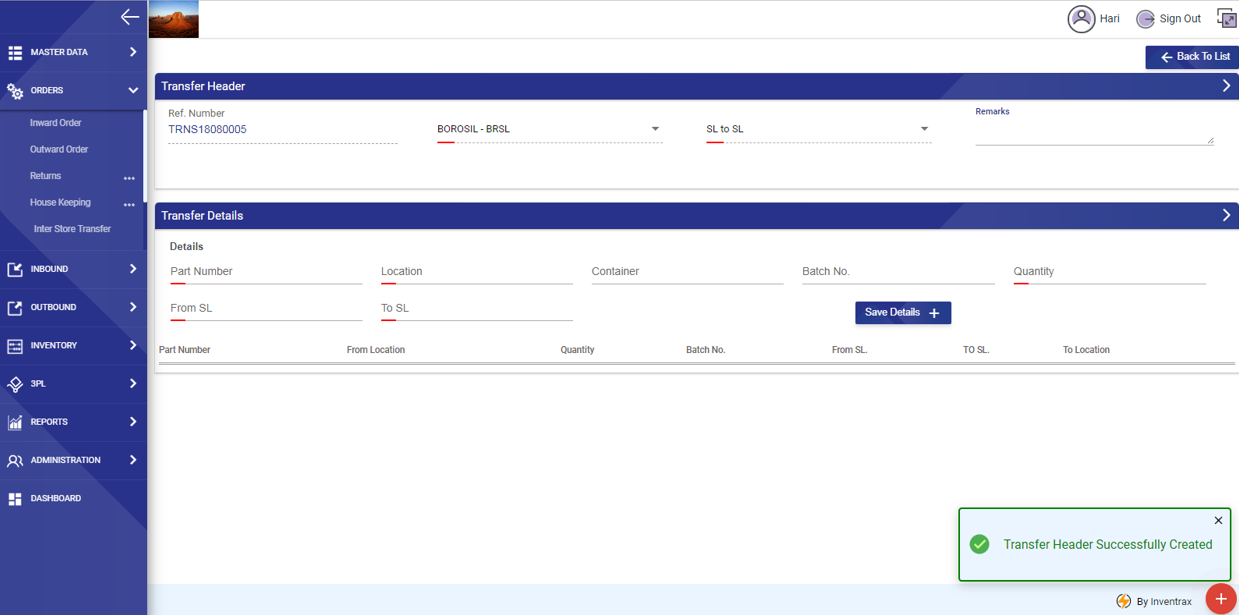 Hari
Sign Out
MASTER DATA
ORDERS
Inward Order
Outward Order
Returns
House Keeping
Inter Store Transfer
INBOUND
OUTBOUND
INVENTORY
3PL
REPORTS
ADMINISTRATION
DASHBOARD
Back To List
Transfer Header
Ref. Number
TRNS18080005
BOROSIL - BRSL
SL to SL
Remarks
Transfer Details
Details
Part Number Location Container Batch No. Quantity
From SL To SL
Save Details +
Part Number From Location Quantity Batch No. From SL. TO SL. To Location
Transfer Header Successfully Created
By Inventrax